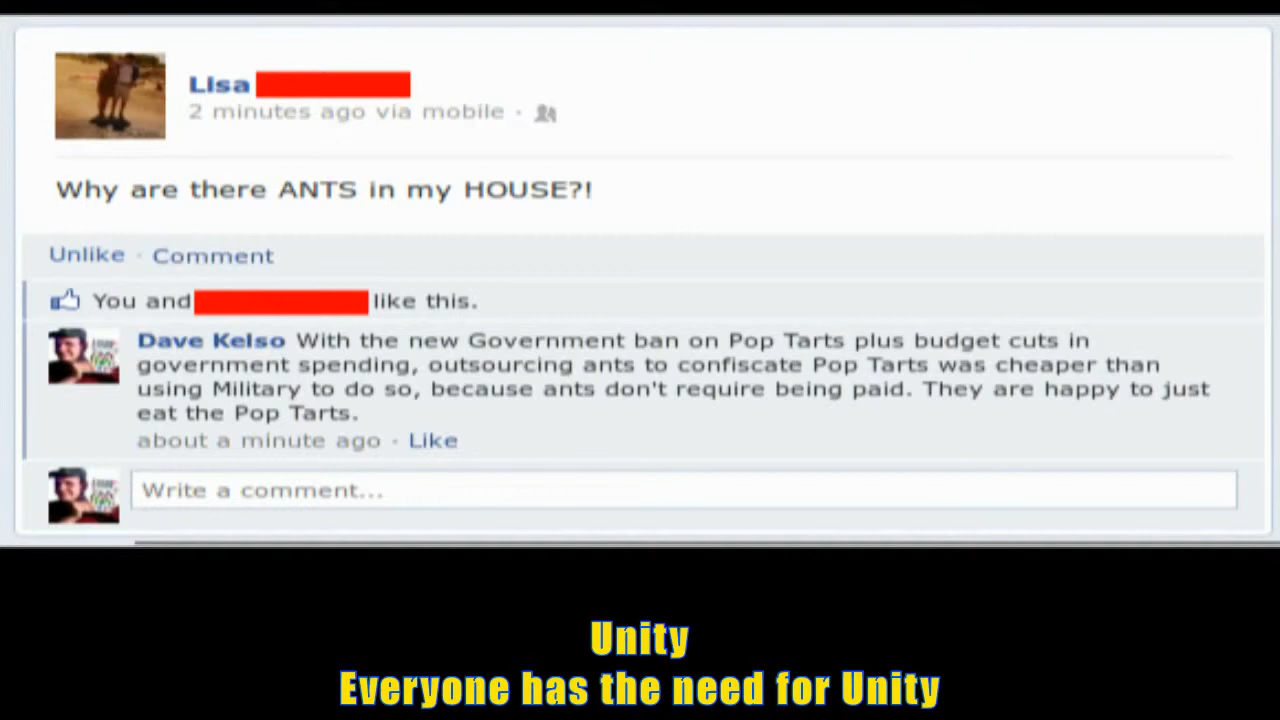 Lisa
2 minutes ago via mobile ·
Why are there ANTS in my HOUSE?!
Unlike · Comment
You and like this.
Dave Kelso With the new Government ban on Pop Tarts plus budget cuts in
government spending, outsourcing ants to confiscate Pop Tarts was cheaper than
using Military to do so, because ants don't require being paid. They are happy to just
eat the Pop Tarts.
about a minute ago · Like
Write a comment...
Unity
Everyone has the need for Unity